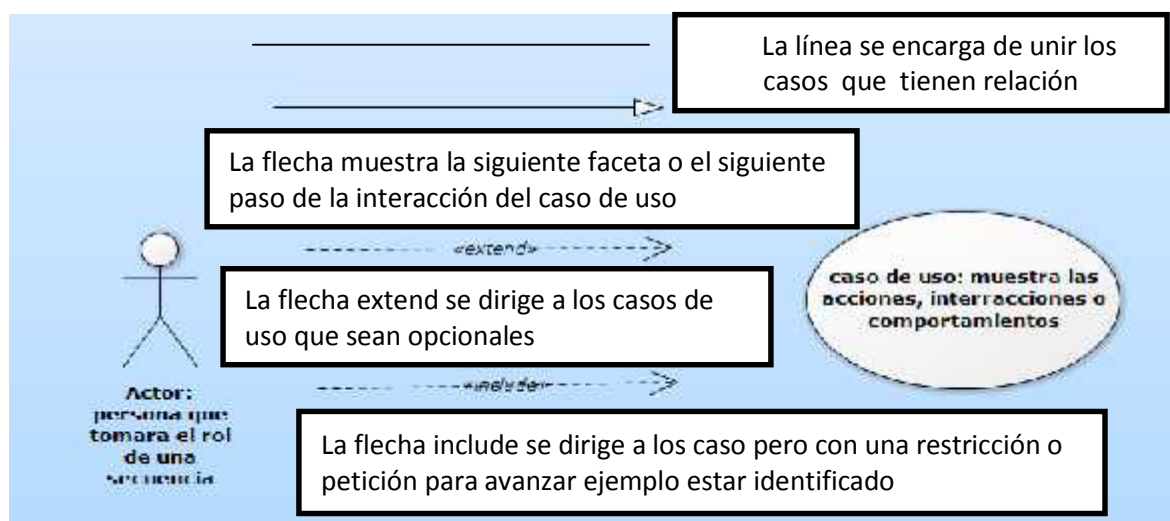 La línea se encarga de unir los
casos que tienen relación
La flecha muestra la siguiente faceta o el siguiente
paso de la interacción del caso de uso
«extend»
caso de uso: muestra las
acciones, interracciones o
comportamientos
La flecha extend se dirige a los casos de
uso que sean opcionales
«include»
Actor:
persona que
tomara el rol
de una
secuencia
La flecha include se dirige a los caso pero con una restricción o
petición para avanzar ejemplo estar identificado